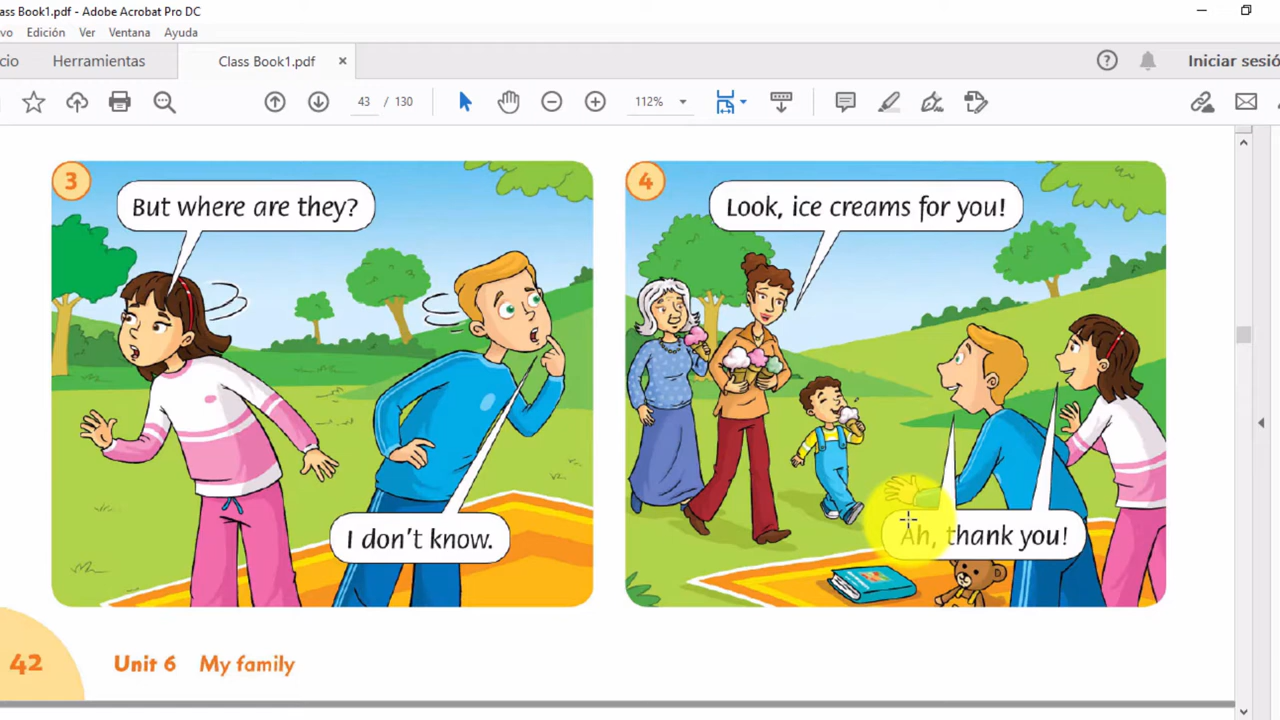 ass Book1.pdf - Adobe Acrobat Pro DC
vo Edición Ver Ventana Ayuda
cio Herramientas Class Book1.pdf × Iniciar sesió
43 / 130 112%
3
But where are they?
I don't know.
4
Look, ice creams for you!
Ah, thank you!
42 Unit 6 My family